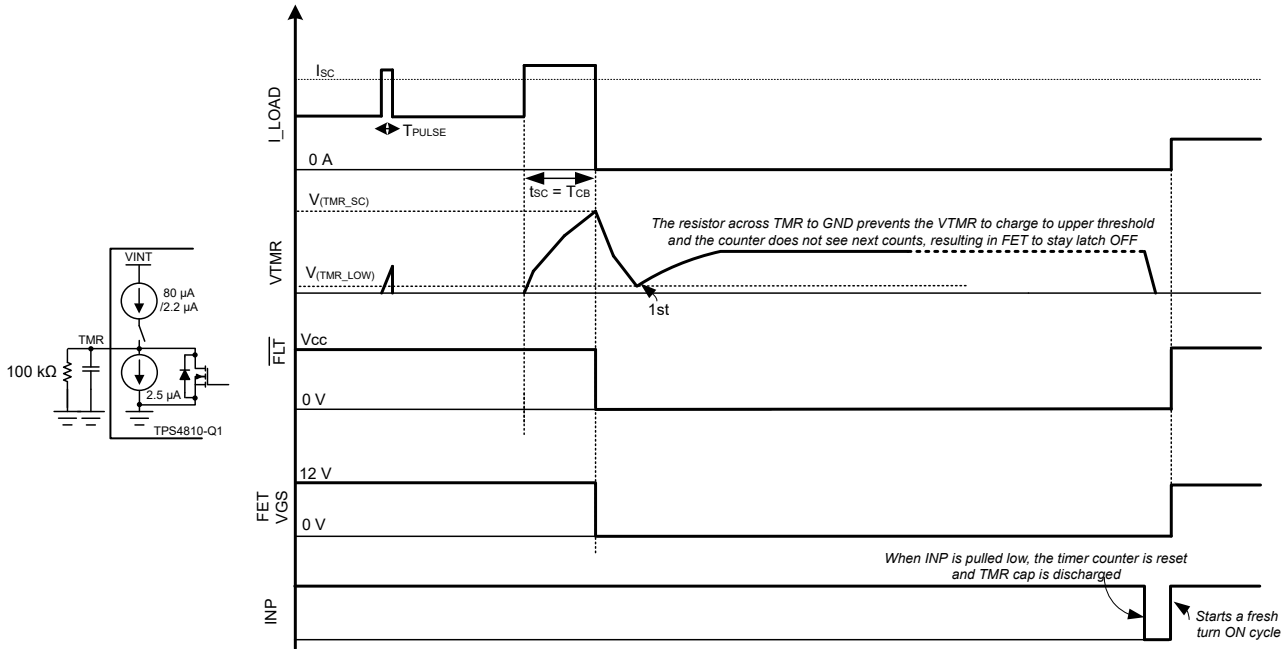 I_LOAD
ISC
TPULSE
0 A
tSC = TCB
VTMR
V(TMR_SC)
The resistor across TMR to GND prevents the VTMR to charge to upper threshold
and the counter does not see next counts, resulting in FET to stay latch OFF
V(TMR_LOW)
1st
VINT
80 µA
/2.2 µA
TMR
100 kΩ
2.5 µA
TPS4810-Q1
FLT
Vcc
0 V
FET
VGS
12 V
0 V
When INP is pulled low, the timer counter is reset
and TMR cap is discharged
INP
Starts a fresh
turn ON cycle